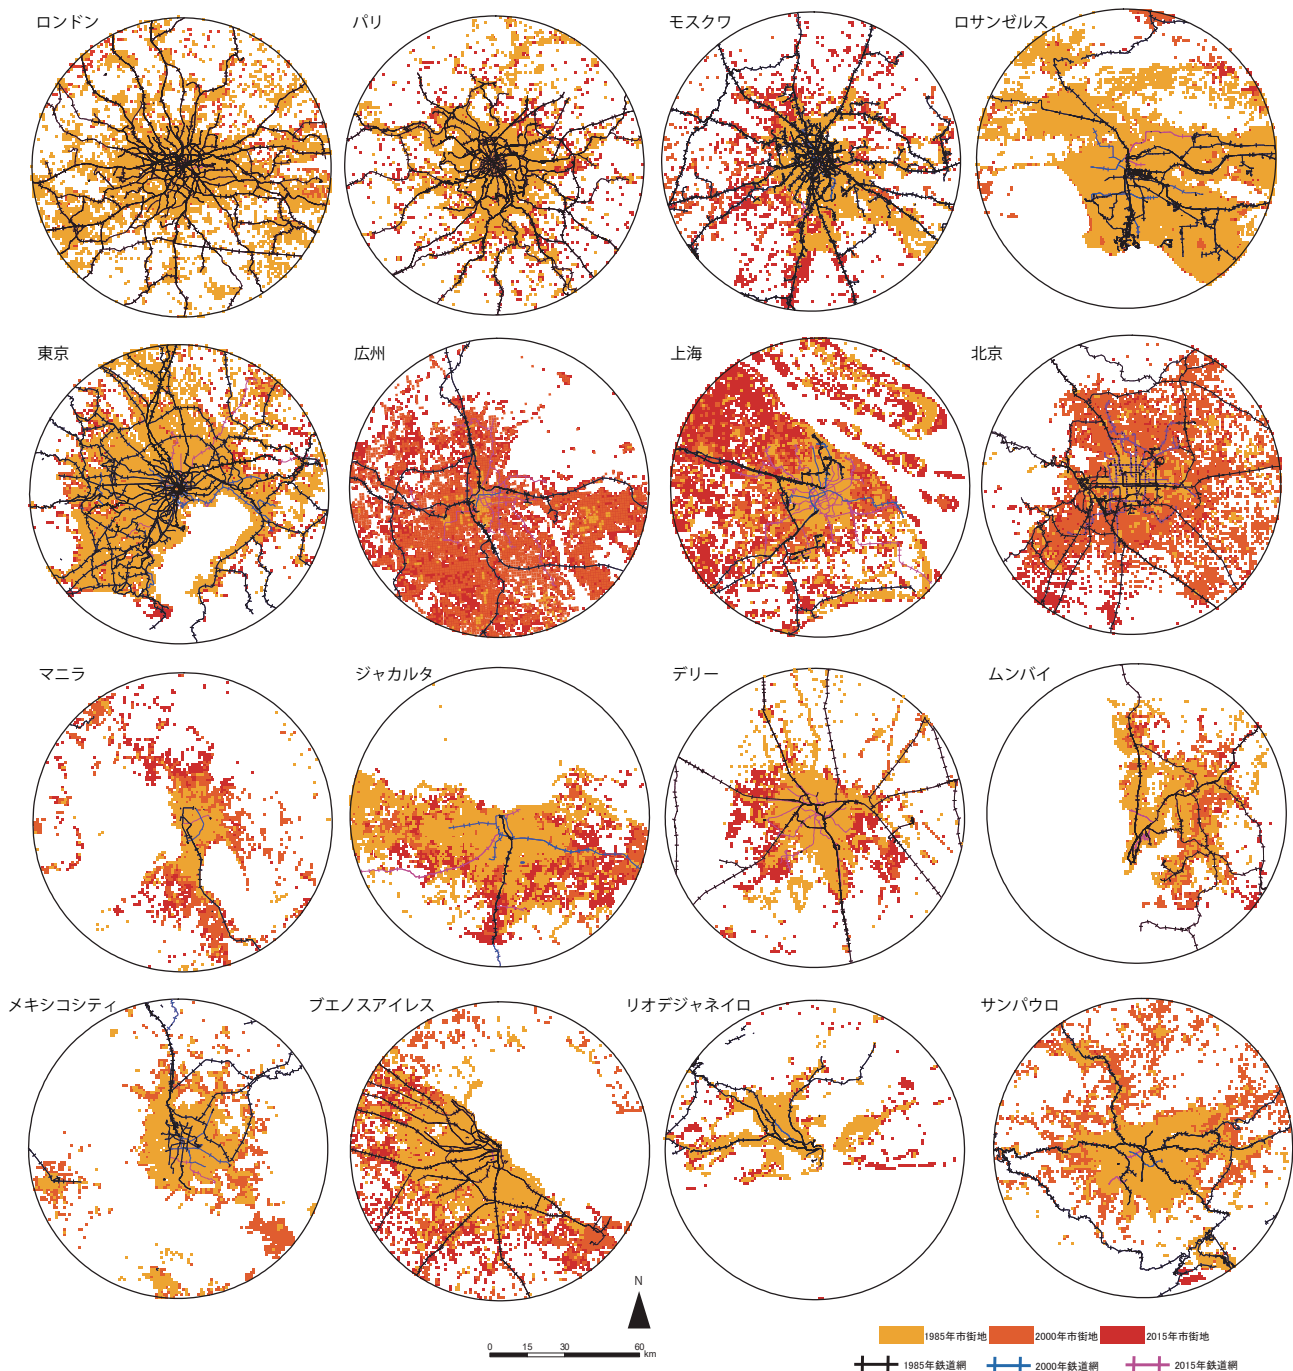 ロンドン
パリ
モスクワ
ロサンゼルス
東京
広州
上海
北京
マニラ
ジャカルタ
デリー
ムンバイ
メキシコシティ
ブエノスアイレス
リオデジャネイロ
サンパウロ
N
0 15 30 60
km
1985年市街地 2000年市街地 2015年市街地
1985年鉄道網 2000年鉄道網 2015年鉄道網